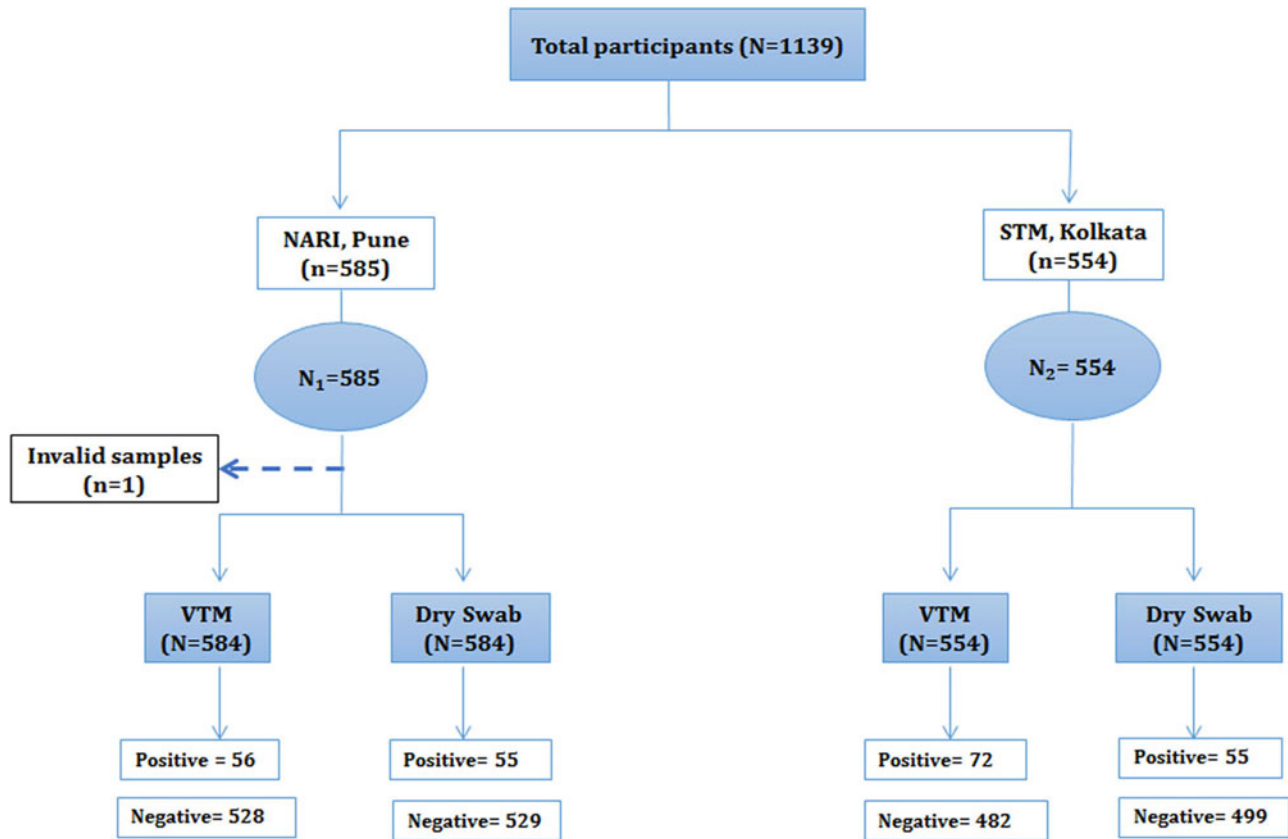 Total participants (N=1139)
NARI, Pune
(n=585)
STM, Kolkata
(n=554)
N₁=585
N₂= 554
Invalid samples
(n=1)
VTM
(N=584)
Dry Swab
(N=584)
VTM
(N=554)
Dry Swab
(N=554)
Positive = 56
Positive= 55
Positive= 72
Positive= 55
Negative= 528
Negative= 529
Negative= 482
Negative= 499